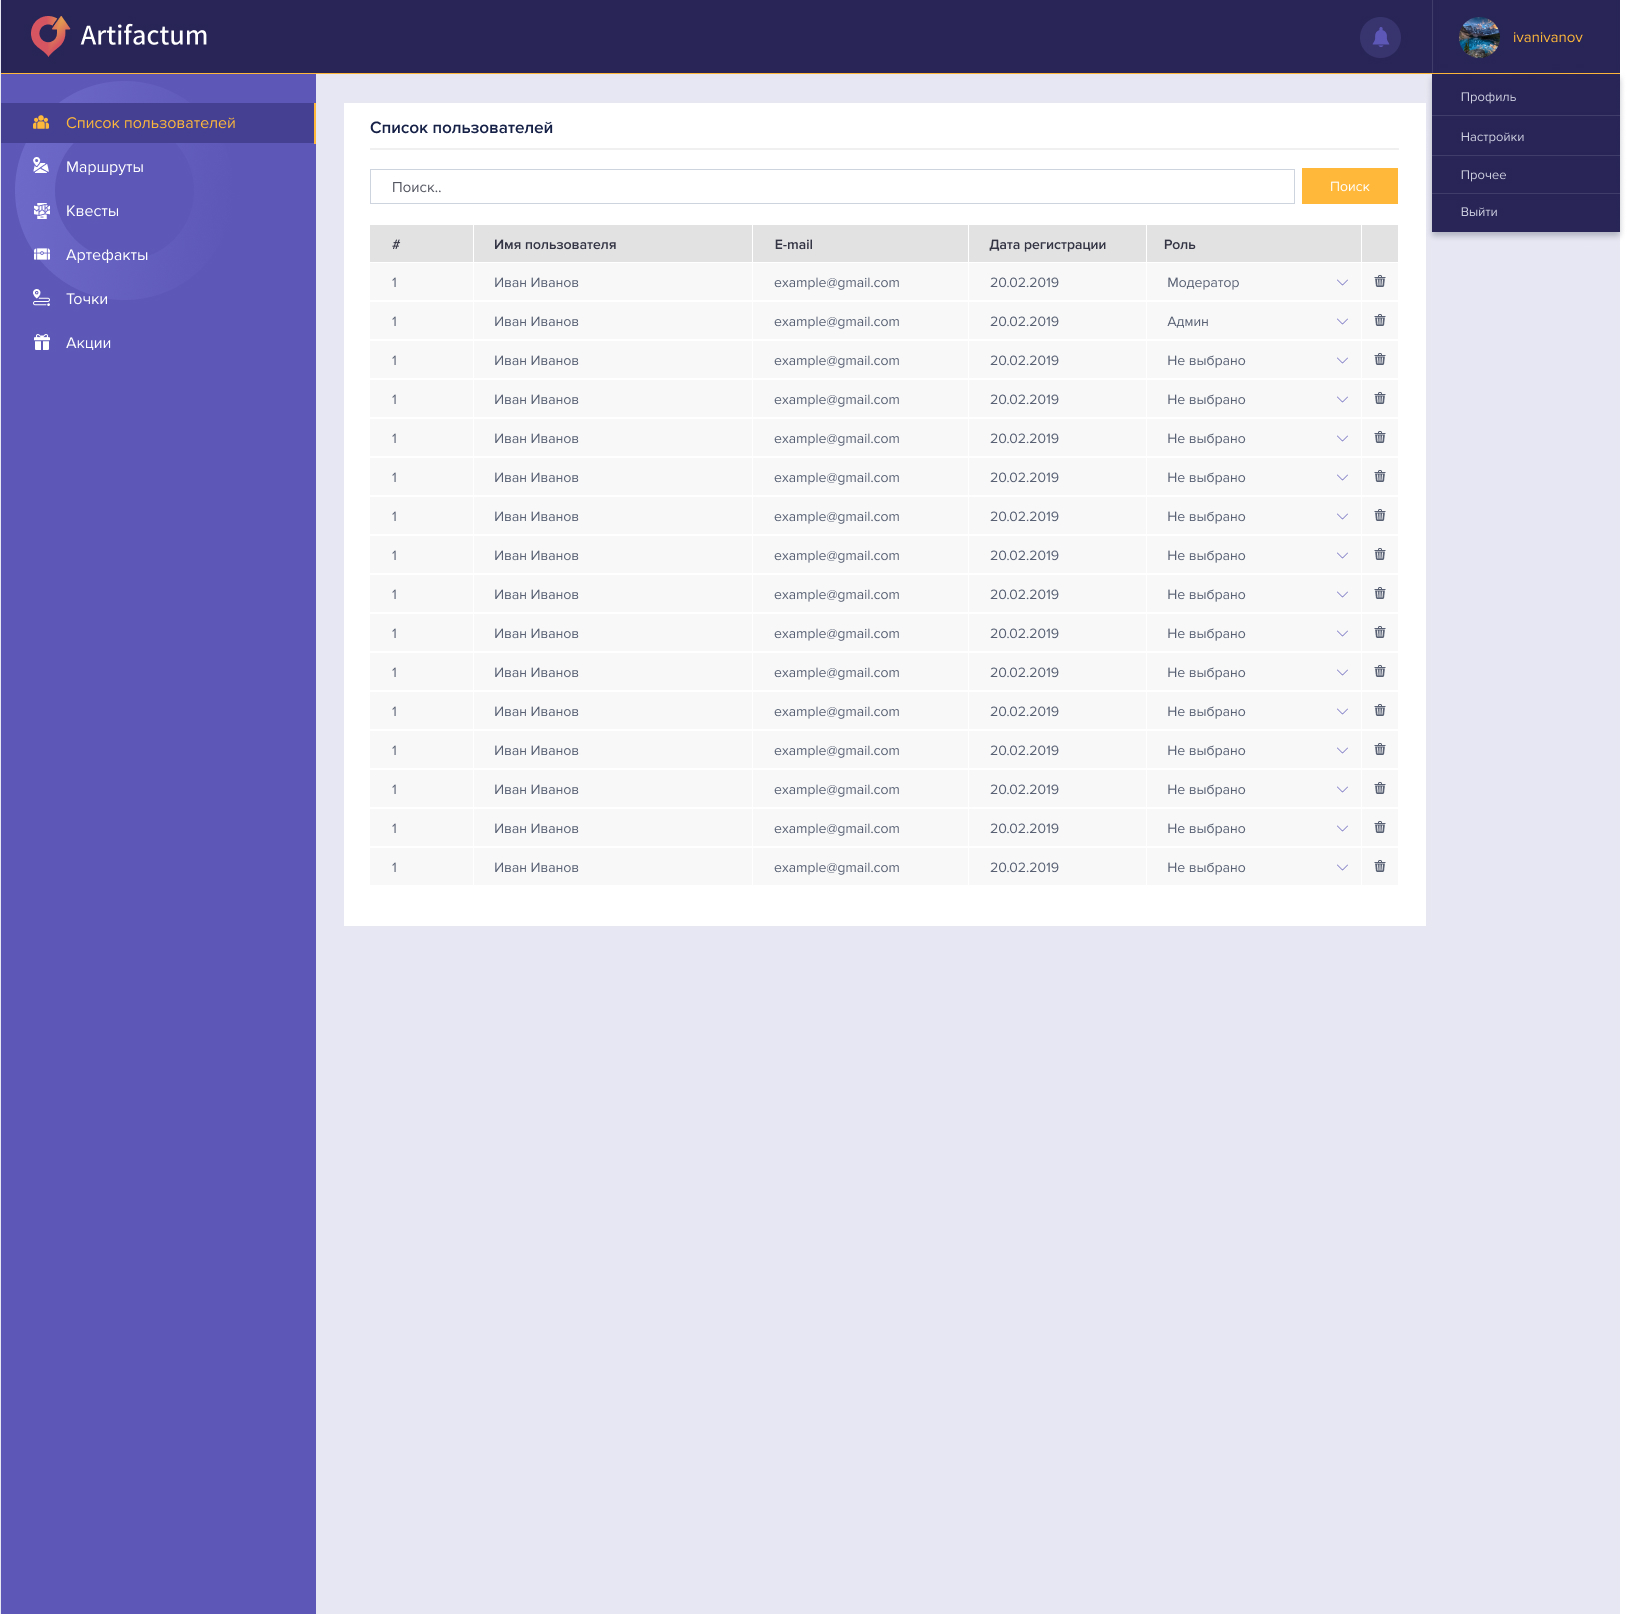 Artifactum
ivanivanov
Профиль
Настройки
Прочее
Выйти
Список пользователей
Маршруты
Квесты
Артефакты
Точки
Акции
Список пользователей
Поиск..
Поиск
# Имя пользователя E-mail Дата регистрации Роль
1 Иван Иванов example@gmail.com 20.02.2019 Модератор
1 Иван Иванов example@gmail.com 20.02.2019 Админ
1 Иван Иванов example@gmail.com 20.02.2019 Не выбрано
1 Иван Иванов example@gmail.com 20.02.2019 Не выбрано
1 Иван Иванов example@gmail.com 20.02.2019 Не выбрано
1 Иван Иванов example@gmail.com 20.02.2019 Не выбрано
1 Иван Иванов example@gmail.com 20.02.2019 Не выбрано
1 Иван Иванов example@gmail.com 20.02.2019 Не выбрано
1 Иван Иванов example@gmail.com 20.02.2019 Не выбрано
1 Иван Иванов example@gmail.com 20.02.2019 Не выбрано
1 Иван Иванов example@gmail.com 20.02.2019 Не выбрано
1 Иван Иванов example@gmail.com 20.02.2019 Не выбрано
1 Иван Иванов example@gmail.com 20.02.2019 Не выбрано
1 Иван Иванов example@gmail.com 20.02.2019 Не выбрано
1 Иван Иванов example@gmail.com 20.02.2019 Не выбрано
1 Иван Иванов example@gmail.com 20.02.2019 Не выбрано